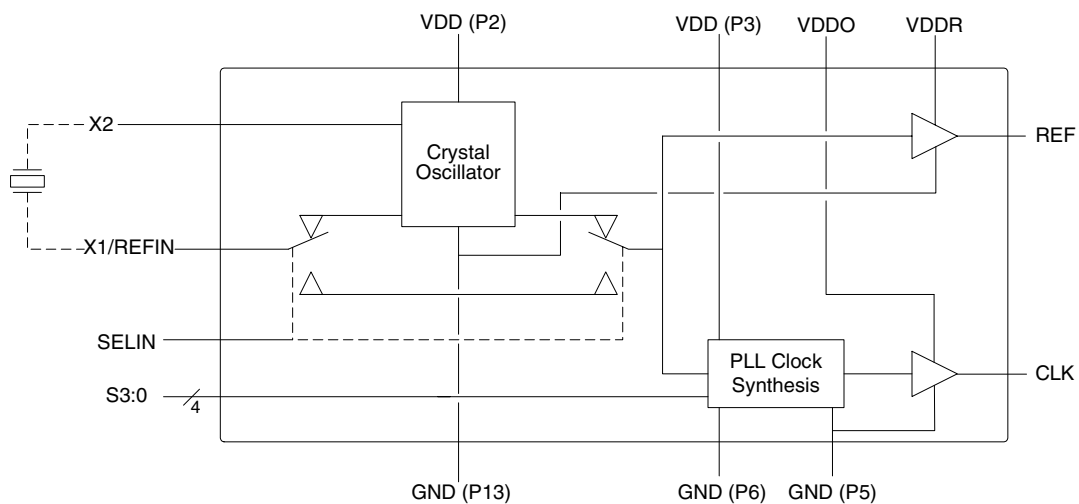 VDD (P2)
VDD (P3)
VDDO
VDDR
X2
Crystal
Oscillator
REF
X1/REFIN
SELIN
PLL Clock
Synthesis
CLK
S3:0
4
GND (P13)
GND (P6)
GND (P5)